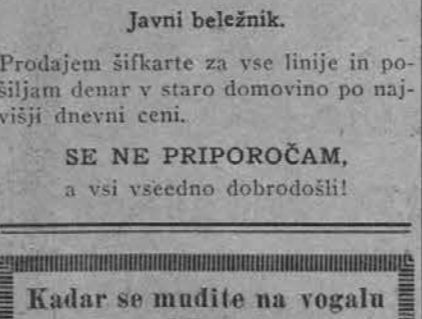 Javni beležnik.
Prodajem šifkarte za vse linije in po-
šiljam denar v staro domovino po naj-
višji dnevni ceni.
SE NE PRIPOROČAM,
a vsi vseedno dobrodošli!
Kadar se mudite na vogalu